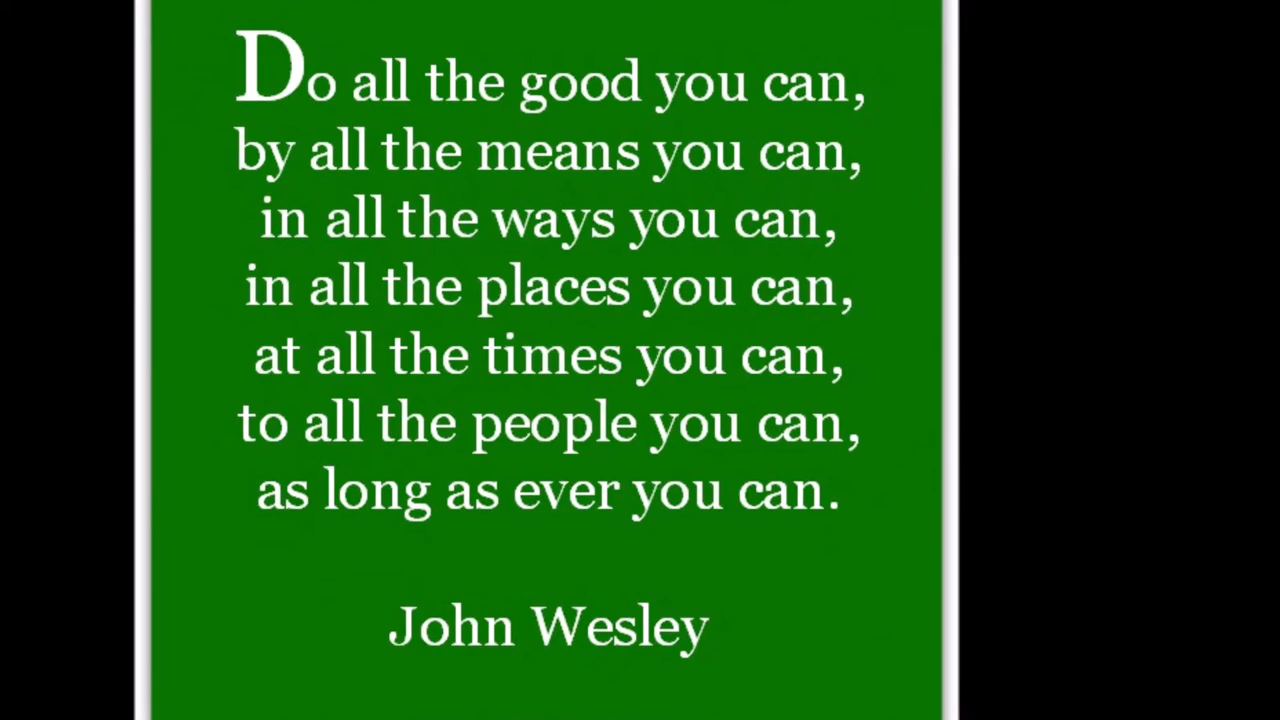 Do all the good you can,
by all the means you can,
in all the ways you can,
in all the places you can,
at all the times you can,
to all the people you can,
as long as ever you can.
John Wesley